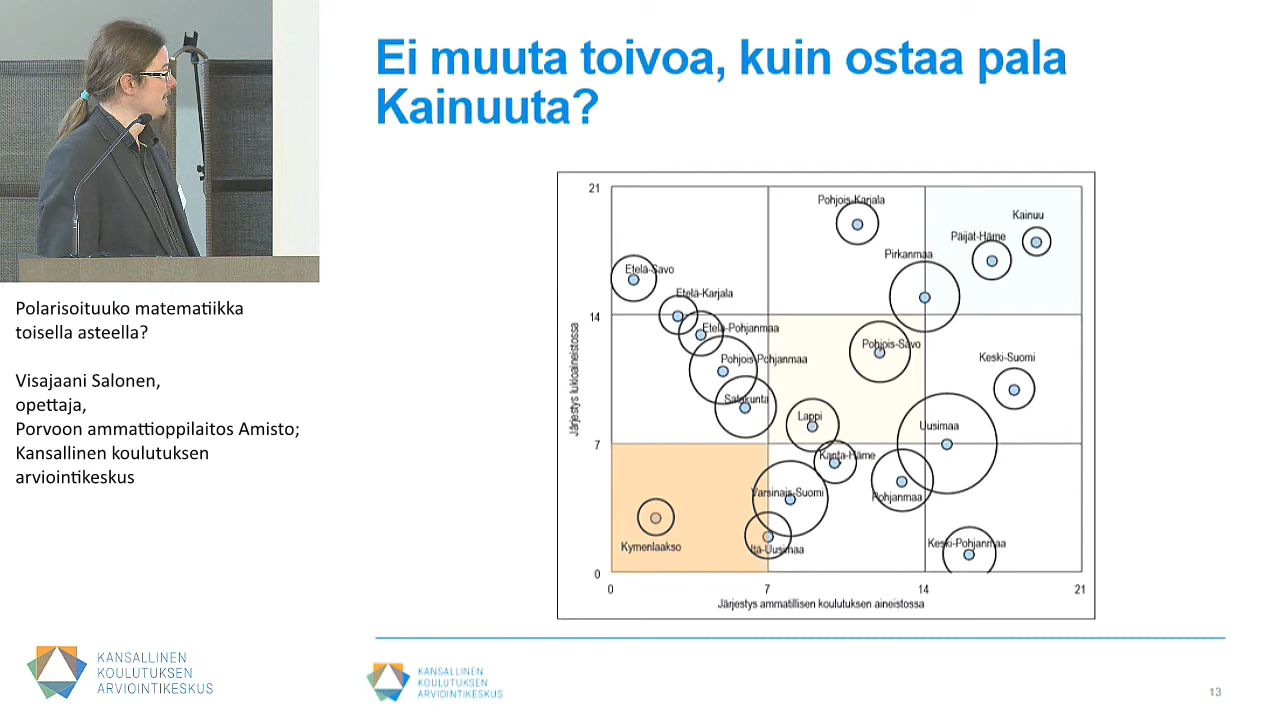 Ei muuta toivoa, kuin ostaa pala
Kainuuta?
Polarisoituuko matematiikka
toisella asteella?
Visajaani Salonen,
opettaja,
Porvoon ammattioppilaitos Amisto;
Kansallinen koulutuksen
arviointikeskus
21
14
7
0
Järjestys lukioaineistossa
Pohjois-Karjala
Kainuu
Päijät-Häme
Pirkanmaa
Etelä-Savo
Etelä-Karjala
Etelä-Pohjanmaa
Pohjois-Savo
Pohjois-Pohjanmaa
Keski-Suomi
Satakunta
Lappi
Uusimaa
Kanta-Häme
Varsinais-Suomi
Pohjanmaa
Kymenlaakso
Itä-Uusimaa
Keski-Pohjanmaa
0
7
14
21
Järjestys ammatillisen koulutuksen aineistossa
KANSALLINEN
KOULUTUKSEN
ARVIOINTIKESKUS
KANSALLINEN
KOULUTUKSEN
ARVIOINTIKESKUS
13